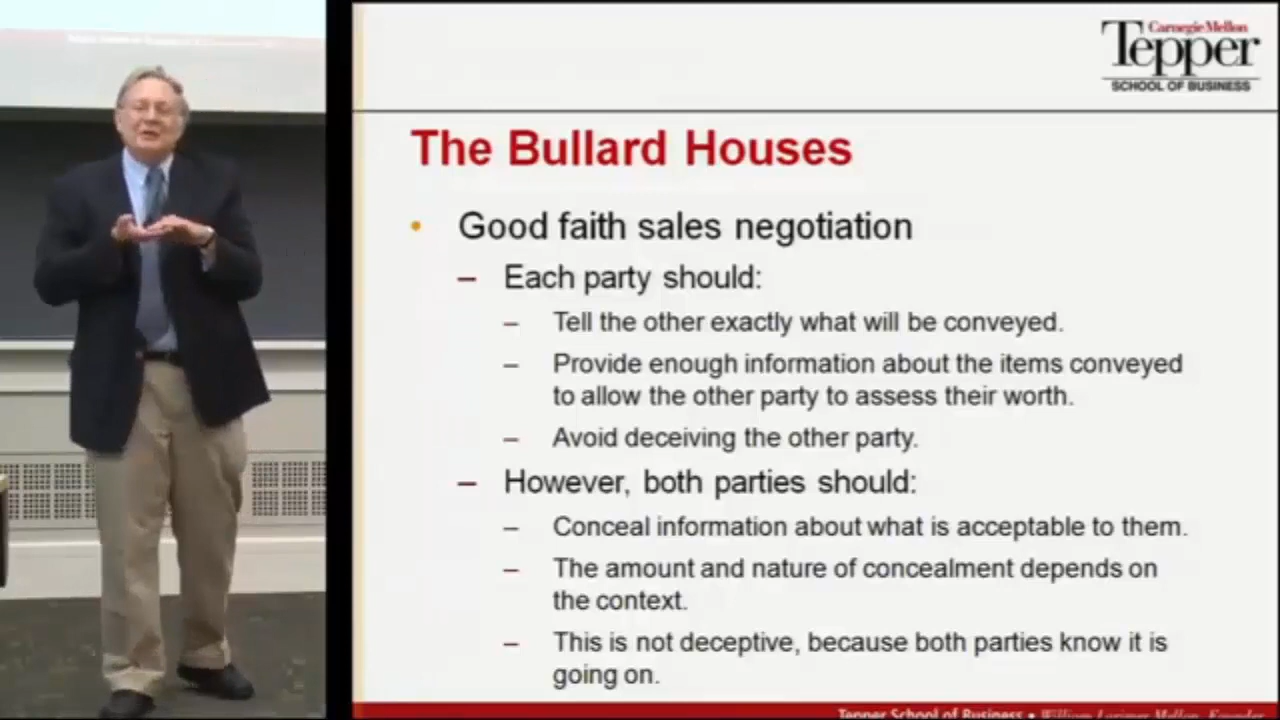 Carnegie Mellon
Tepper
SCHOOL OF BUSINESS
The Bullard Houses
• Good faith sales negotiation
– Each party should:
– Tell the other exactly what will be conveyed.
– Provide enough information about the items conveyed
to allow the other party to assess their worth.
– Avoid deceiving the other party.
– However, both parties should:
– Conceal information about what is acceptable to them.
– The amount and nature of concealment depends on
the context.
– This is not deceptive, because both parties know it is
going on.
Tepper School of Business • William Larimer Mellon, Founder